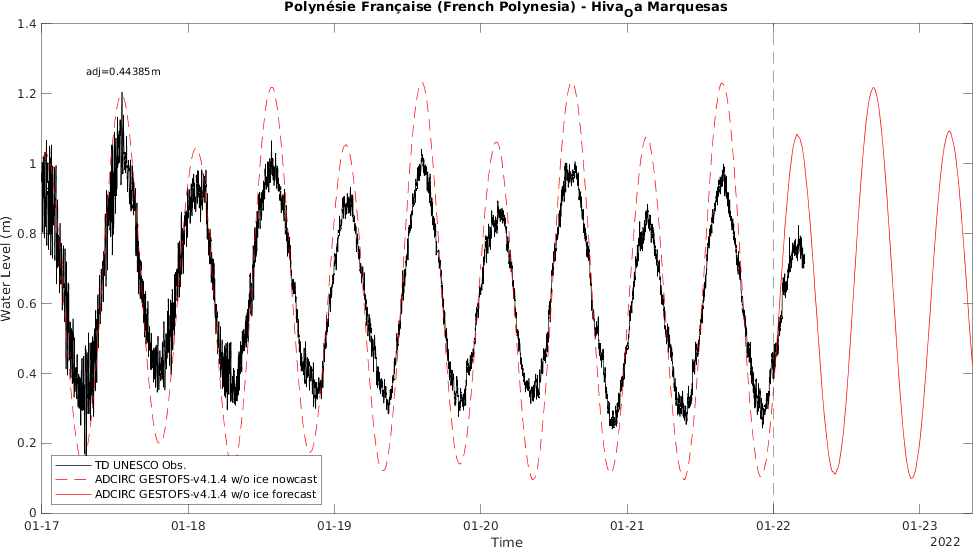 Polynésie Française (French Polynesia) - Hiva_Oa Marquesas
1.4
adj=0.44385m
1.2
1
0.8
Water Level (m)
0.6
0.4
0.2
0
TD UNESCO Obs.
ADCIRC GESTOFS-v4.1.4 w/o ice nowcast
ADCIRC GESTOFS-v4.1.4 w/o ice forecast
01-17 01-18 01-19 01-20 01-21 01-22 01-23
Time
2022